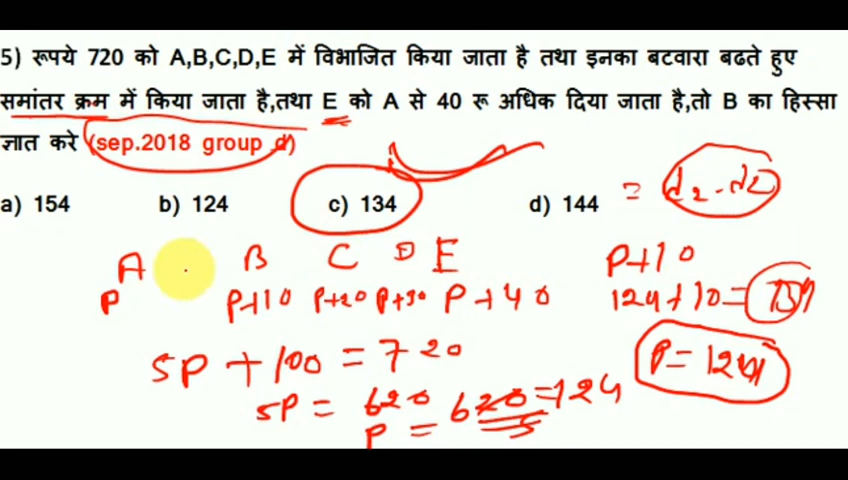 5) रूपये 720 को A,B,C,D,E में विभाजित किया जाता है तथा इनका बटवारा बढते हुए
समांतर क्रम में किया जाता है,तथा E को A से 40 रू अधिक दिया जाता है,तो B का हिस्सा
ज्ञात करे (sep.2018 group d)
a) 154 b) 124 c) 134 d) 144 =
A B C D E P+10
P P+10 P+20 P+30 P+40 124+10=134
5P+100=720 P=124
5P = 620
P = 620/5=124